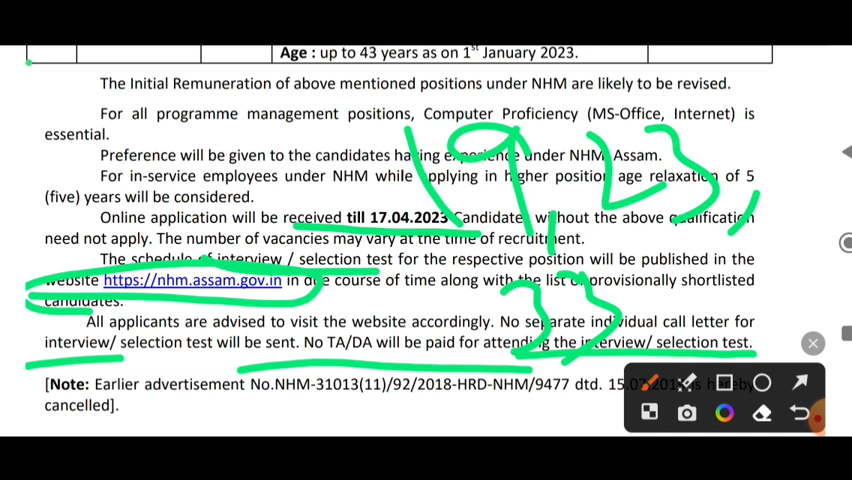 Age : up to 43 years as on 1st January 2023.
The Initial Remuneration of above mentioned positions under NHM are likely to be revised.
For all programme management positions, Computer Proficiency (MS-Office, Internet) is
essential.
Preference will be given to the candidates having experience under NHM, Assam.
For in-service employees under NHM while applying in higher position age relaxation of 5
(five) years will be considered.
Online application will be received till 17.04.2023 Candidates without the above qualification
need not apply. The number of vacancies may vary at the time of recruitment.
The schedule of interview / selection test for the respective position will be published in the
website https://nhm.assam.gov.in in due course of time along with the list of provisionally shortlisted
candidates.
All applicants are advised to visit the website accordingly. No separate individual call letter for
interview/ selection test will be sent. No TA/DA will be paid for attending the interview/ selection test.
[Note: Earlier advertisement No.NHM-31013(11)/92/2018-HRD-NHM/9477 dtd. is hereby
cancelled].
19, 23,
33